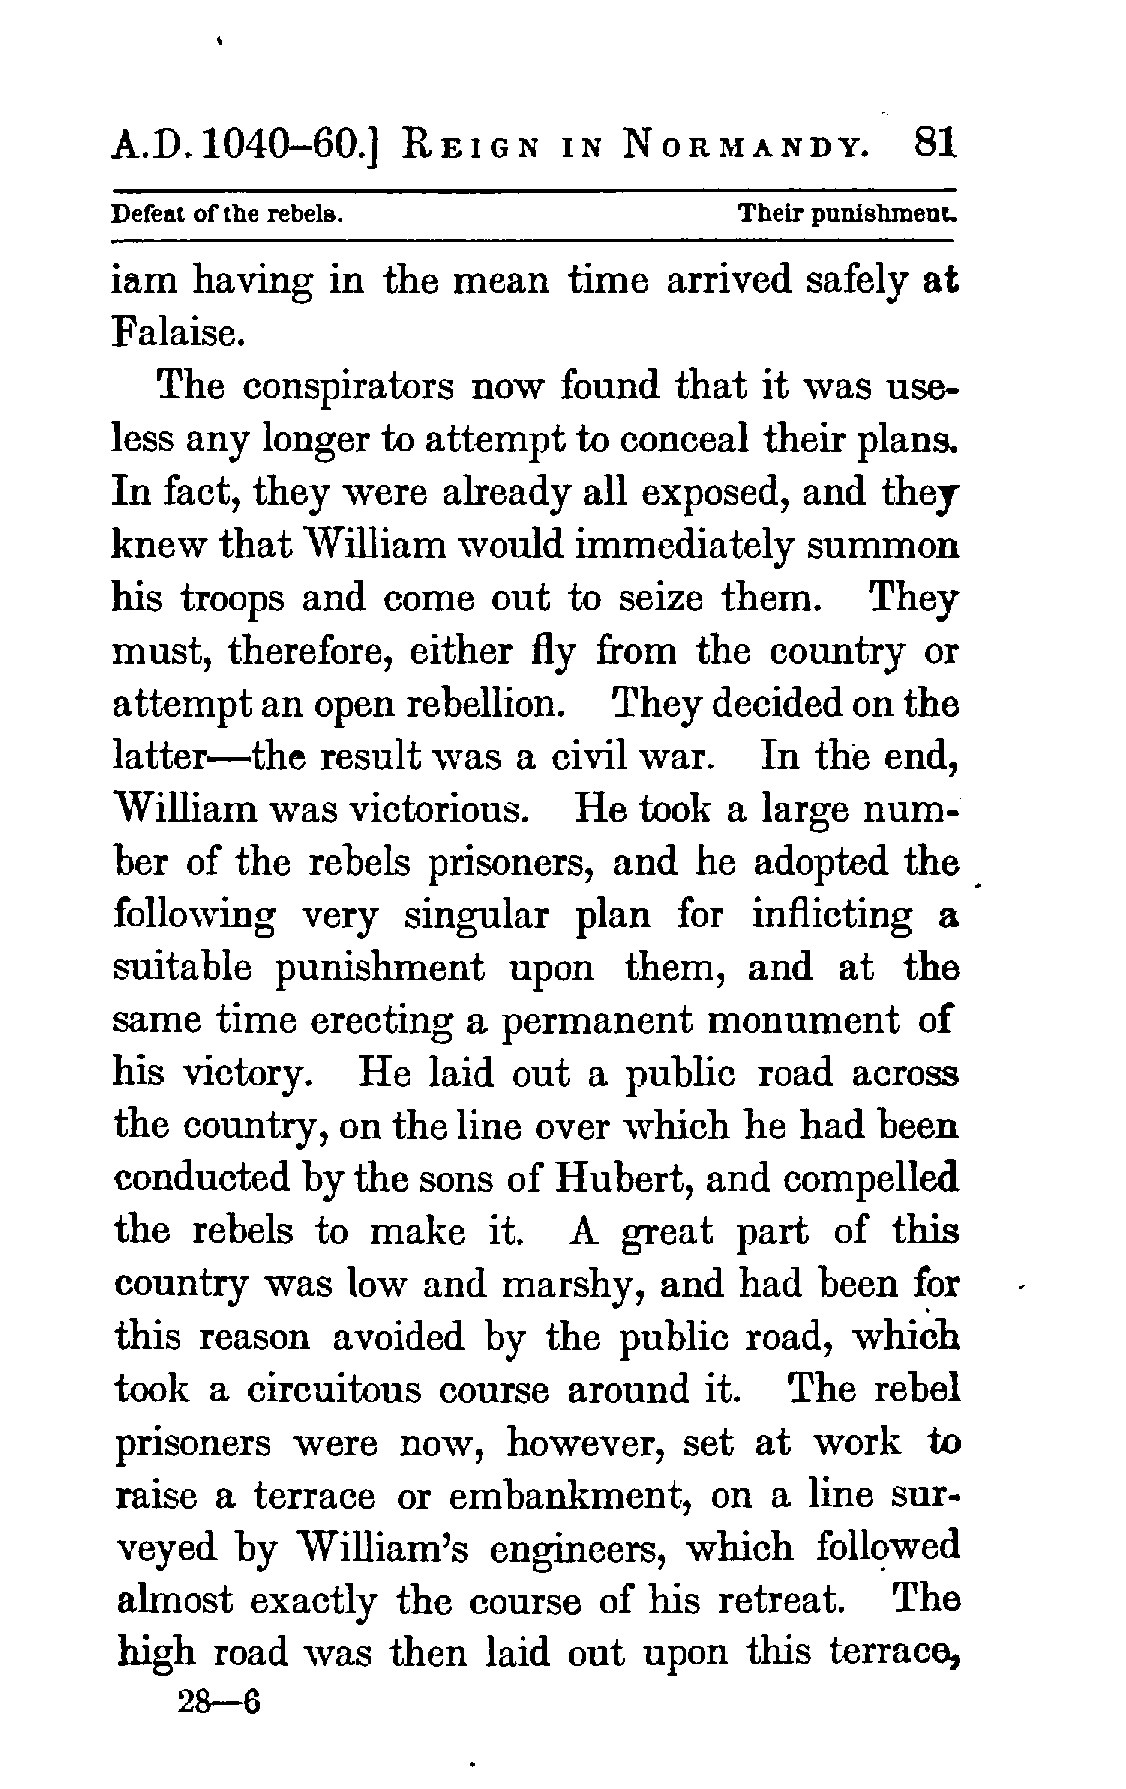 A.D. 1040–60.] REIGN IN NORMANDY. 81
Defeat of the rebels. Their punishment.
iam having in the mean time arrived safely at
Falaise.
The conspirators now found that it was use-
less any longer to attempt to conceal their plans.
In fact, they were already all exposed, and they
knew that William would immediately summon
his troops and come out to seize them. They
must, therefore, either fly from the country or
attempt an open rebellion. They decided on the
latter—the result was a civil war. In the end,
William was victorious. He took a large num-
ber of the rebels prisoners, and he adopted the
following very singular plan for inflicting a
suitable punishment upon them, and at the
same time erecting a permanent monument of
his victory. He laid out a public road across
the country, on the line over which he had been
conducted by the sons of Hubert, and compelled
the rebels to make it. A great part of this
country was low and marshy, and had been for
this reason avoided by the public road, which
took a circuitous course around it. The rebel
prisoners were now, however, set at work to
raise a terrace or embankment, on a line sur-
veyed by William's engineers, which followed
almost exactly the course of his retreat. The
high road was then laid out upon this terrace,
28—6